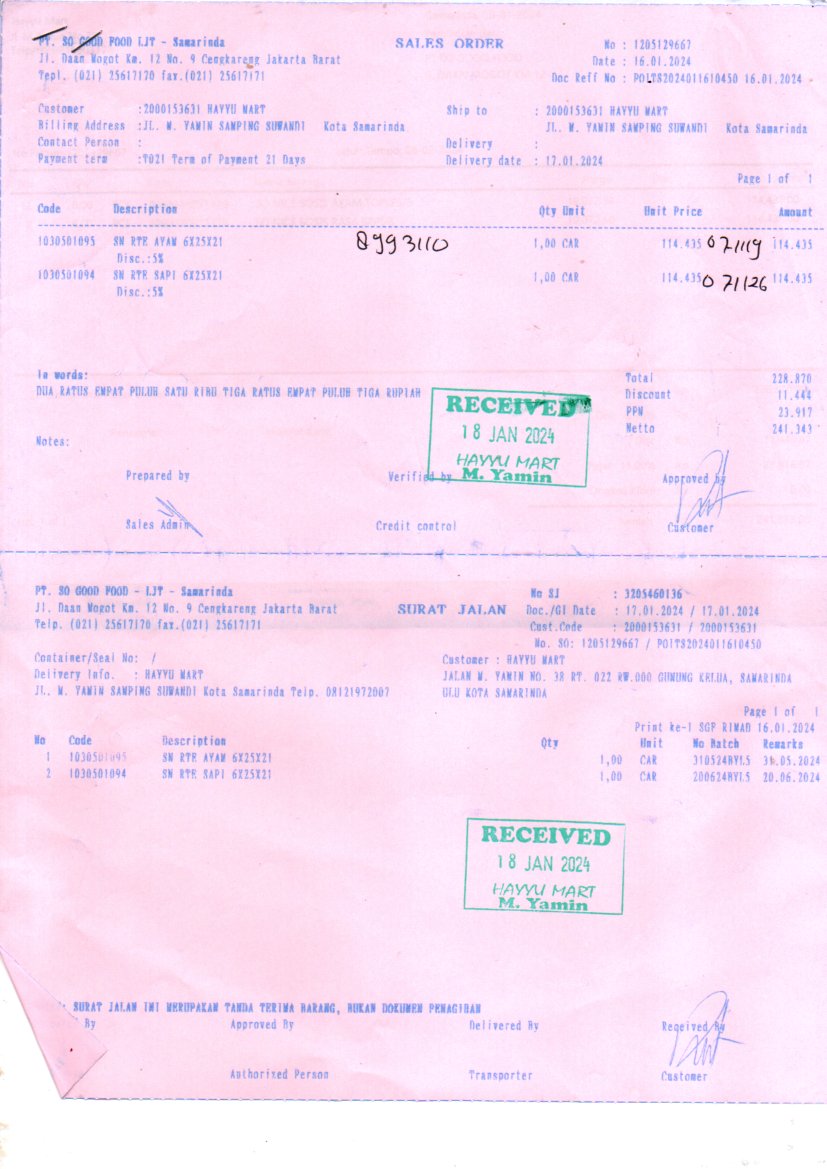 PT. SO GOOD FOOD LJT - Samarinda
SALES ORDER
No : 1205129667
Jl. Daan Mogot Km. 12 No. 9 Cengkareng Jakarta Barat
Date : 16.01.2024
Tepl. (021) 25617170 fax.(021) 25617171
Doc Reff No : POITS2024011610450 16.01.2024
Customer :2000153631 HAYYU MART
Ship to : 2000153631 HAYYU MART
Billing Address :JL. M. YAMIN SAMPING SUWANDI Kota Samarinda
JL. M. YAMIN SAMPING SUWANDI Kota Samarinda
Contact Person :
Delivery :
Payment term :T021 Term of Payment 21 Days
Delivery date : 17.01.2024
Page 1 of 1
Code Description Qty Unit Unit Price Amount
1030501095 SN RTE AYAM 6X25X21 8993110 1,00 CAR 114.435 071119 114.435
Disc.:5%
1030501094 SN RTE SAPI 6X25X21 1,00 CAR 114.435 071126 114.435
Disc.:5%
In words:
DUA RATUS EMPAT PULUH SATU RIBU TIGA RATUS EMPAT PULUH TIGA RUPIAH
Total 228.870
Discount 11.444
PPN 23.917
Netto 241.343
RECEIVED
18 JAN 2024
HAYYU MART
M. Yamin
Notes:
Prepared by Verified by Approved by
Sales Admin Credit control Customer
PT. SO GOOD FOOD - LJT - Samarinda
No SJ : 3205460136
Jl. Daan Mogot Km. 12 No. 9 Cengkareng Jakarta Barat
SURAT JALAN
Doc./GI Date : 17.01.2024 / 17.01.2024
Telp. (021) 25617170 fax.(021) 25617171
Cust.Code : 2000153631 / 2000153631
No. SO: 1205129667 / POITS2024011610450
Container/Seal No: /
Customer : HAYYU MART
Delivery Info. : HAYYU MART
JALAN M. YAMIN NO. 38 RT. 022 RW.000 GUNUNG KELUA, SAMARINDA
JL. M. YAMIN SAMPING SUWANDI Kota Samarinda Telp. 08121972007
ULU KOTA SAMARINDA
Page 1 of 1
Print ke-1 SGF RIMAD 16.01.2024
No Code Description Qty Unit No Batch Remarks
1 1030501095 SN RTE AYAM 6X25X21 1,00 CAR 310524BYL5 31.05.2024
2 1030501094 SN RTE SAPI 6X25X21 1,00 CAR 200624BYL5 20.06.2024
RECEIVED
18 JAN 2024
HAYYU MART
M. Yamin
SURAT JALAN INI MERUPAKAN TANDA TERIMA BARANG, BUKAN DOKUMEN PENAGIHAN
By Approved By Delivered By Received By
Authorized Person Transporter Customer